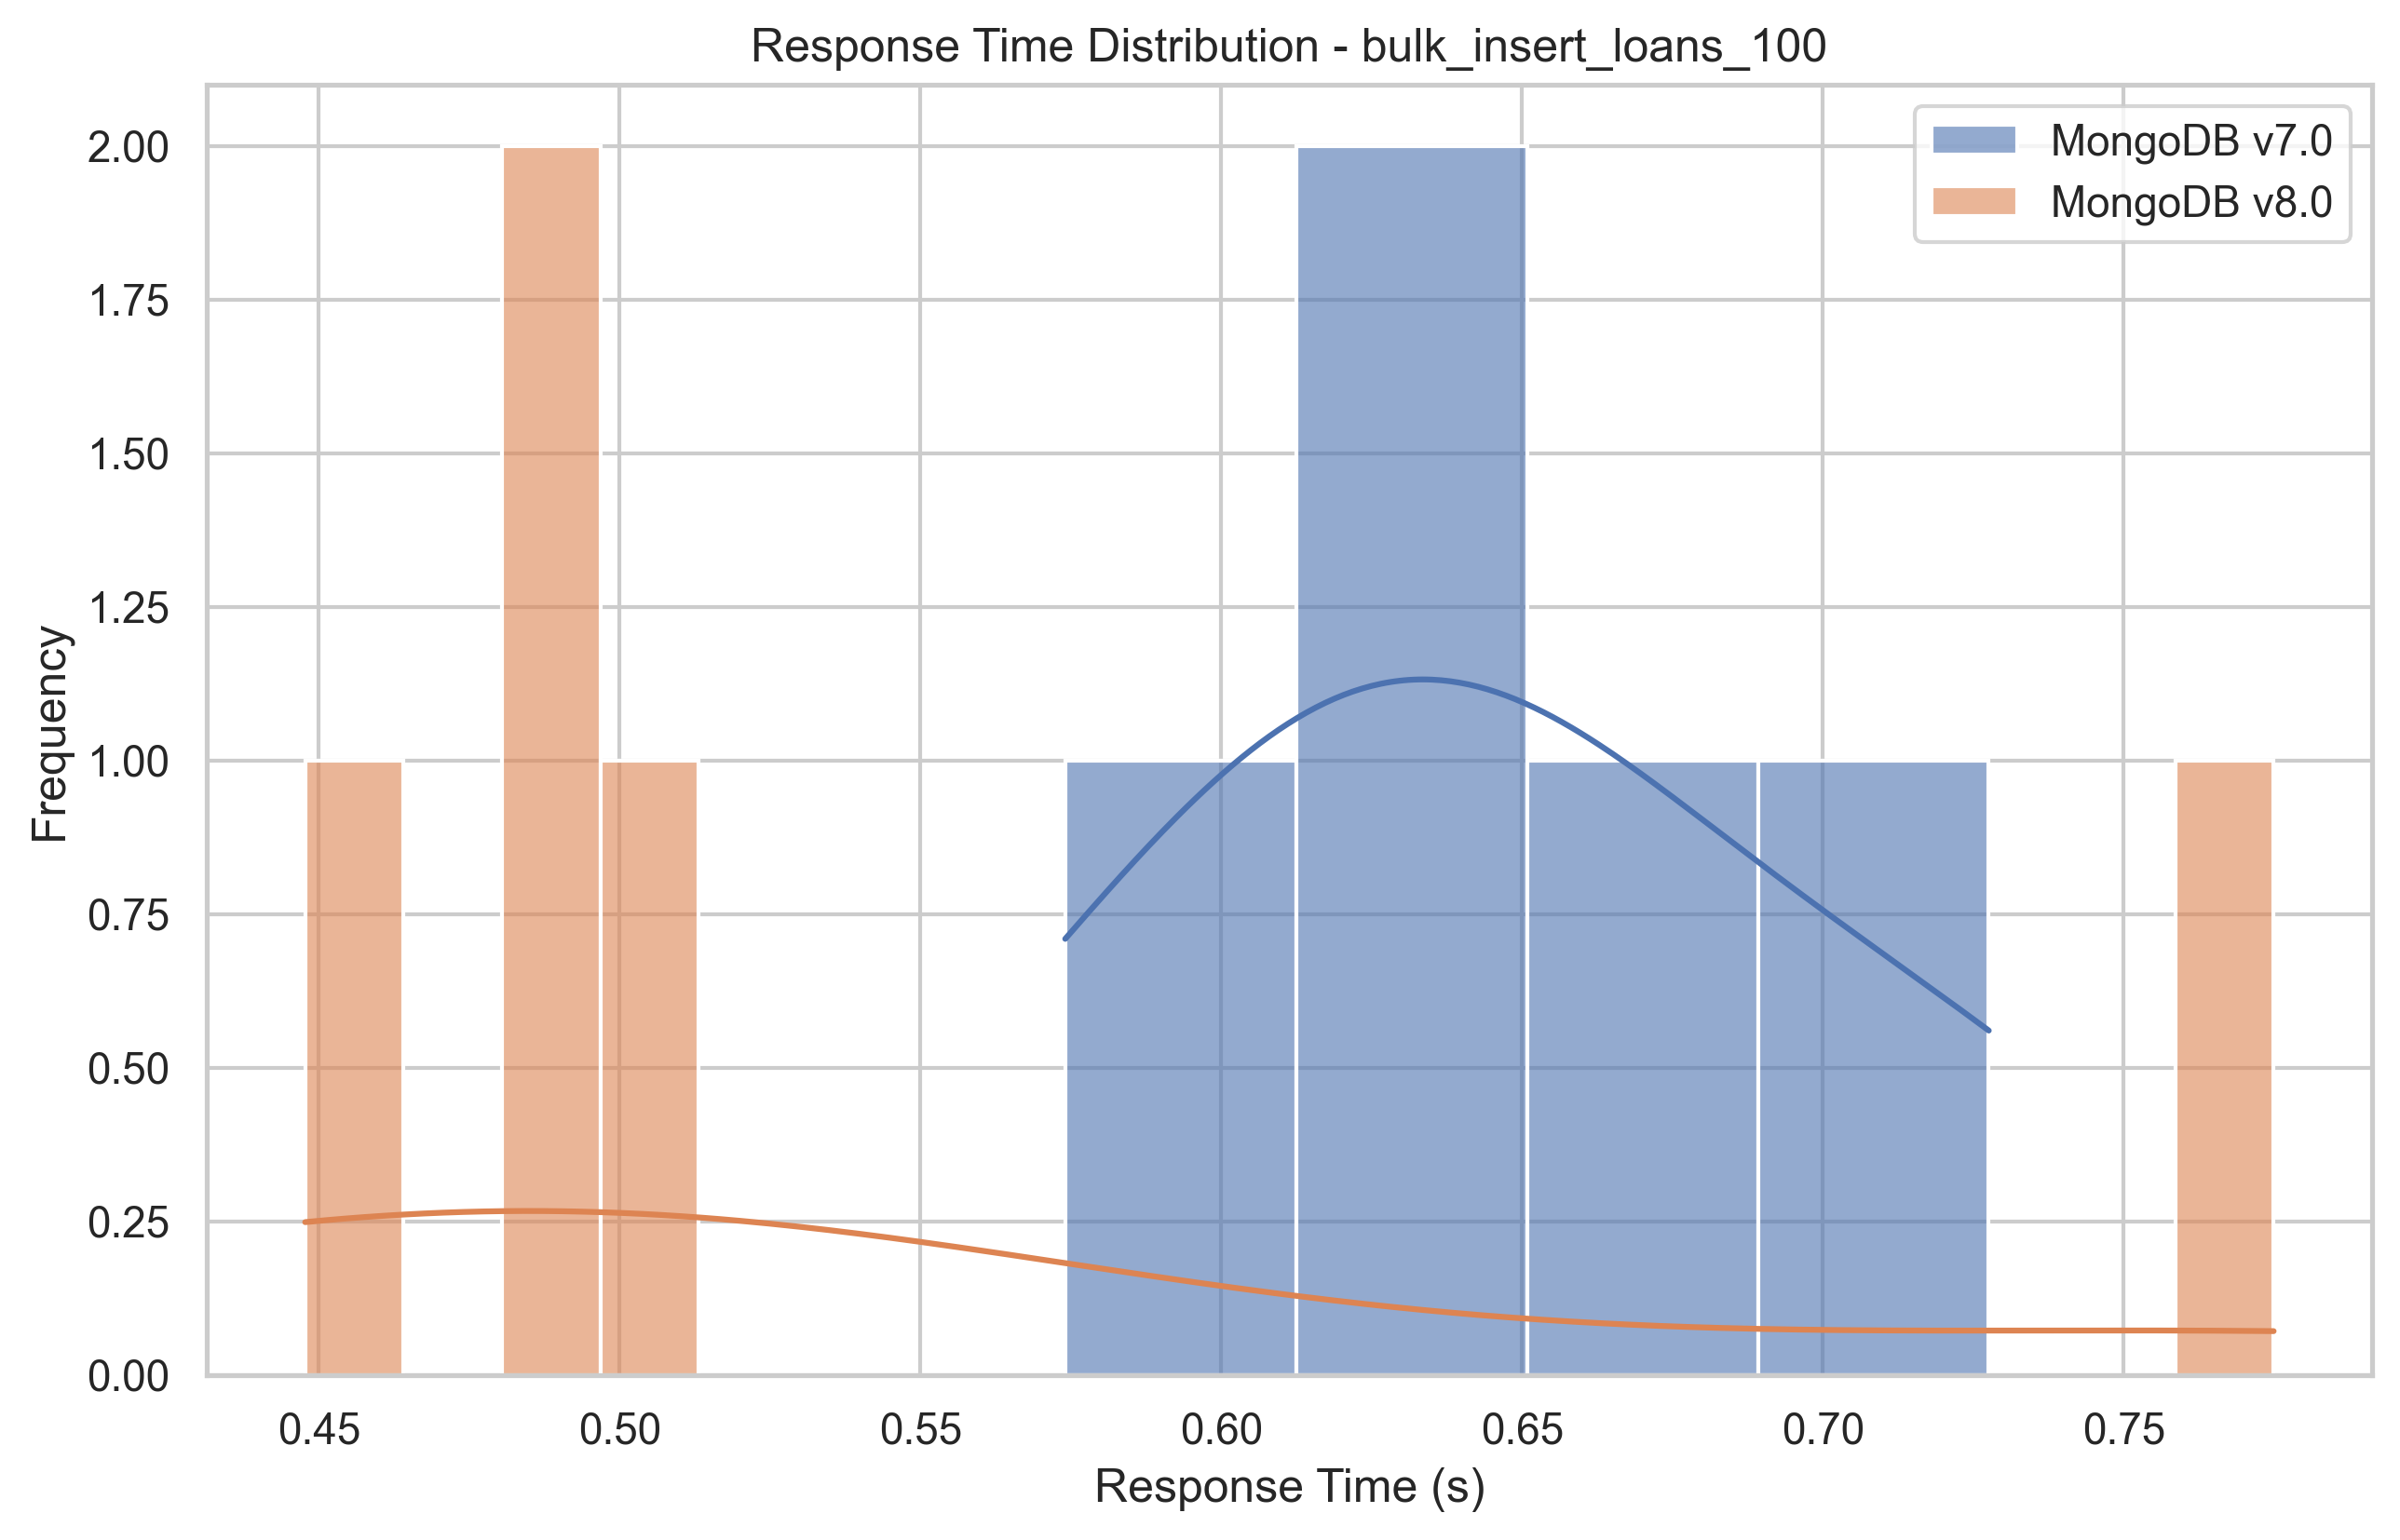 Response Time Distribution - bulk_insert_loans_100
MongoDB v7.0
MongoDB v8.0
2.00
1.75
1.50
1.25
1.00
0.75
0.50
0.25
0.00
Frequency
0.45 0.50 0.55 0.60 0.65 0.70 0.75
Response Time (s)